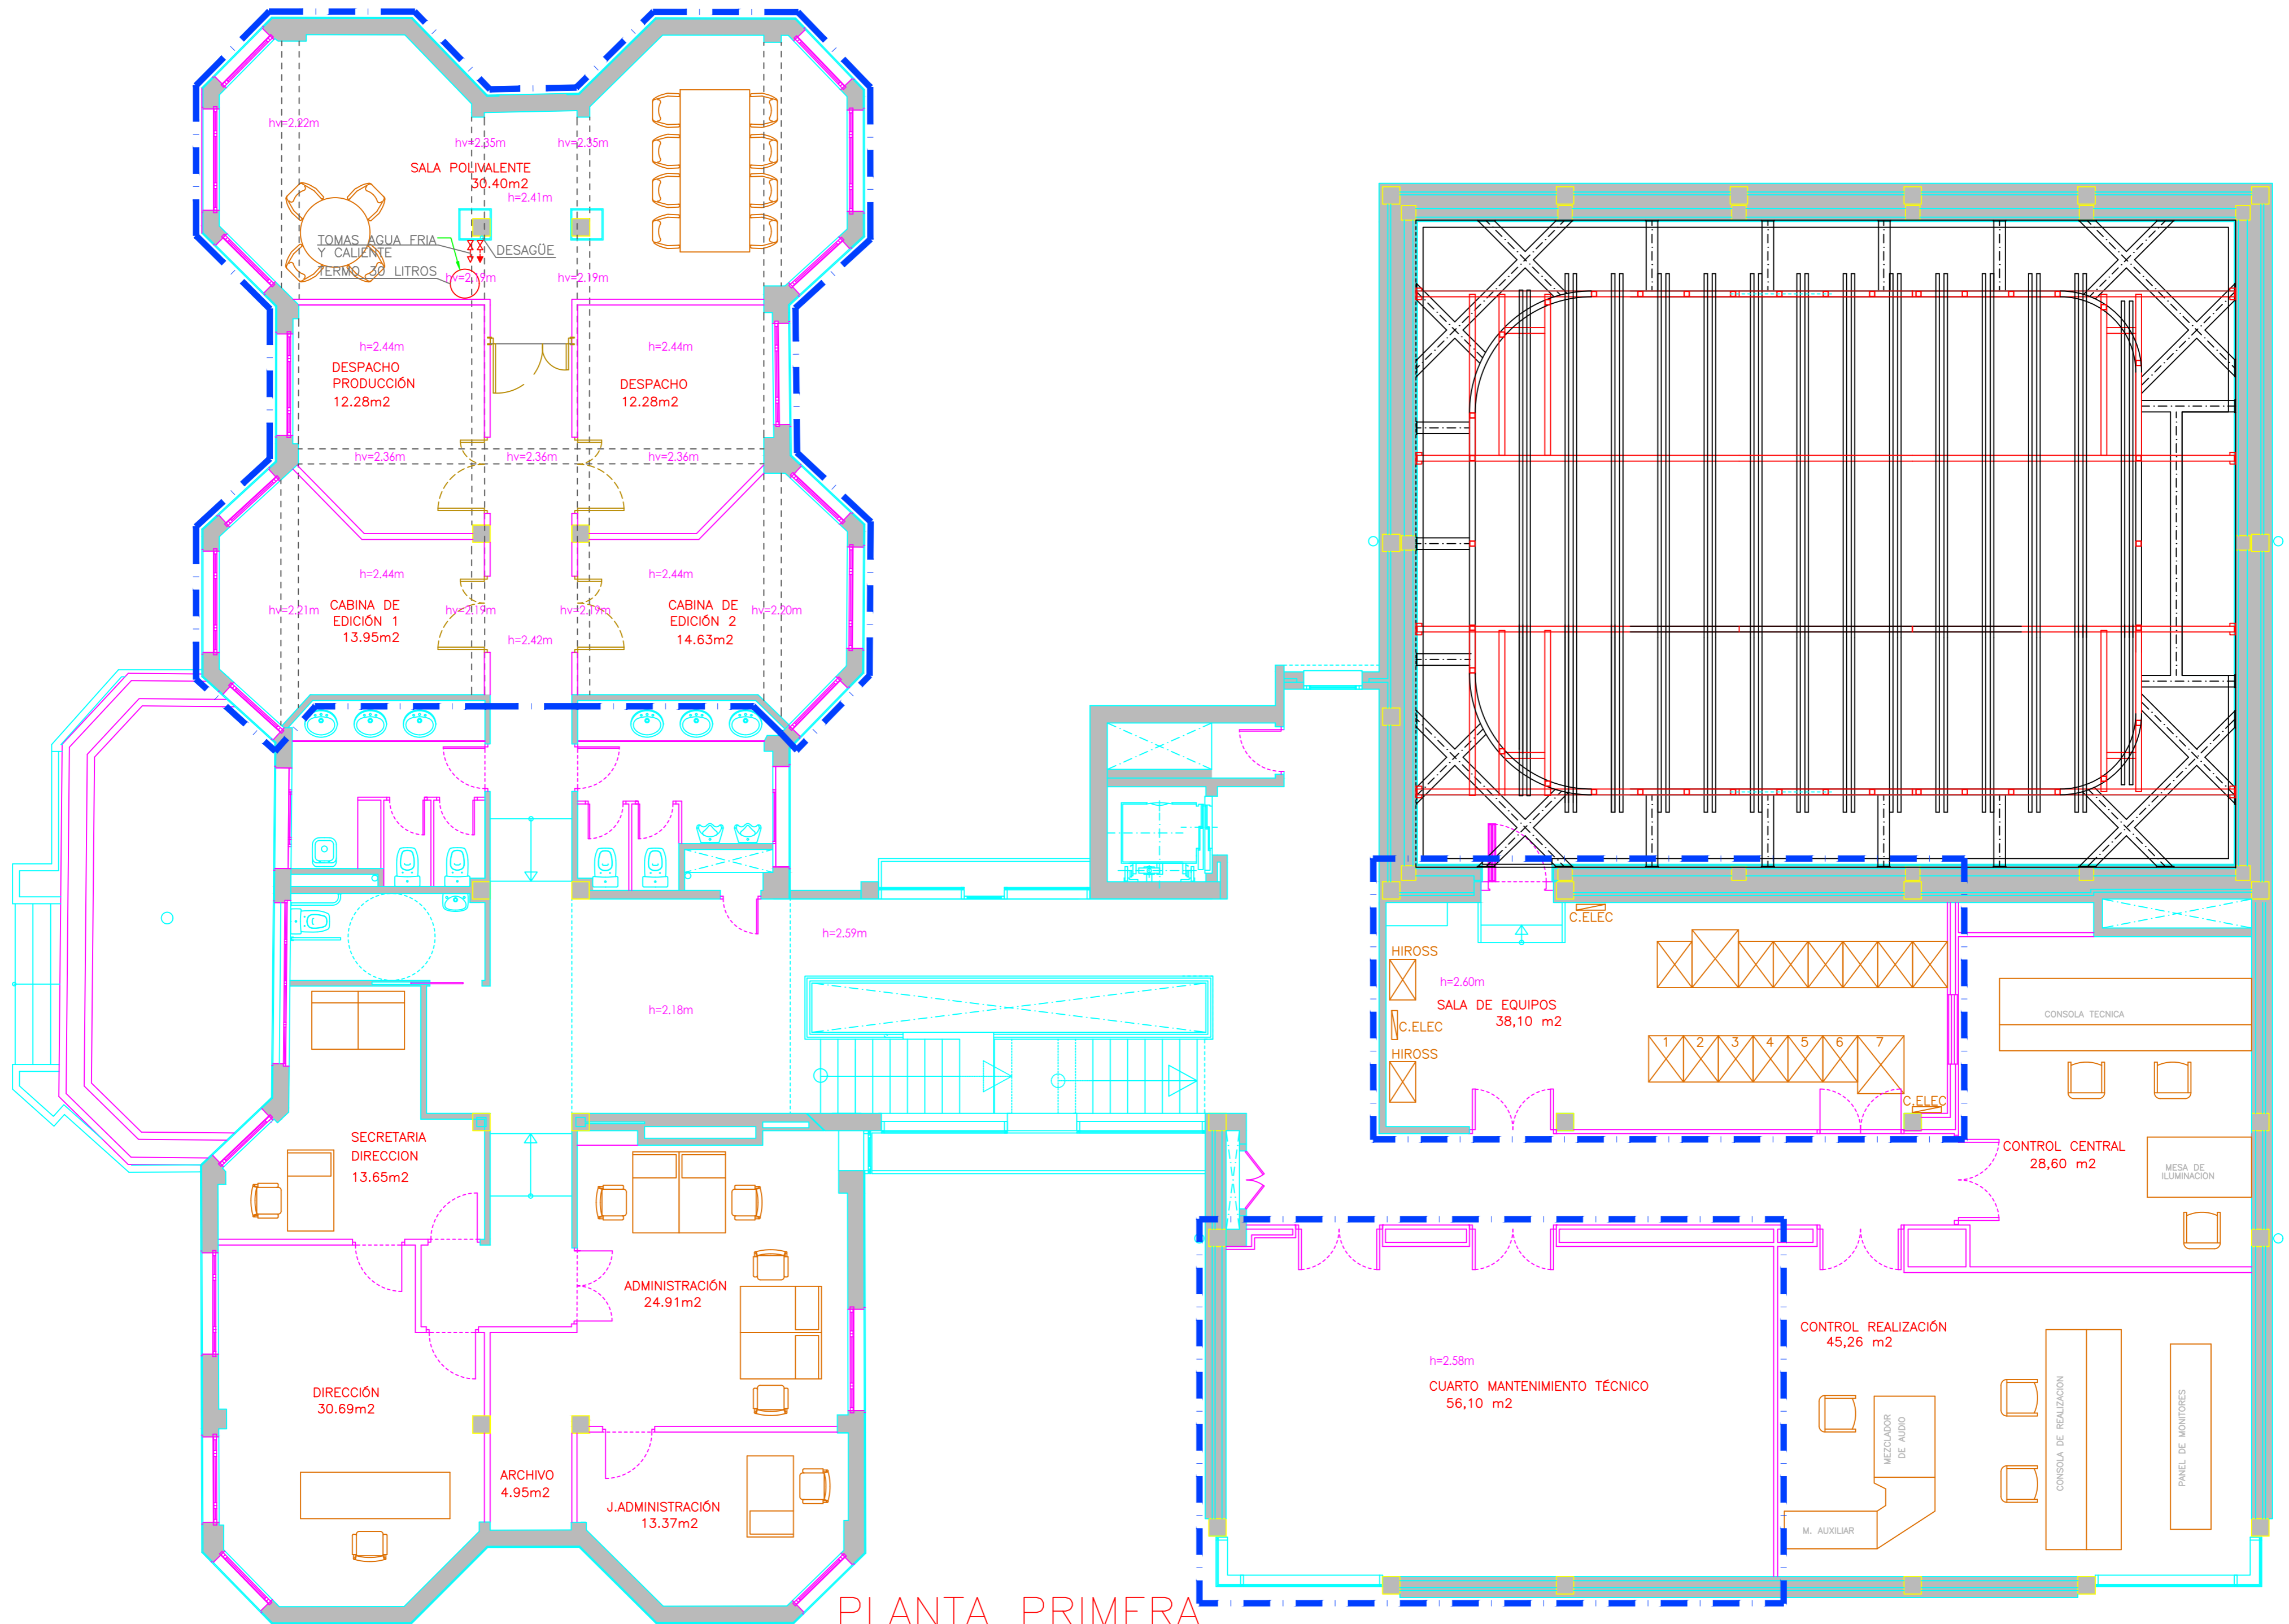 hv=2.22m
hv=2.35m
hv=2.35m
SALA POLIVALENTE
30.40m2
h=2.41m
TOMAS AGUA FRIA
Y CALIENTE
TERMO 30 LITROS
DESAGÜE
hv=2.19m
hv=2.19m
h=2.44m
h=2.44m
DESPACHO
PRODUCCIÓN
12.28m2
DESPACHO
12.28m2
hv=2.36m
hv=2.36m
hv=2.36m
h=2.44m
h=2.44m
hv=2.21m
CABINA DE
EDICIÓN 1
13.95m2
hv=2.19m
hv=2.19m
CABINA DE
EDICIÓN 2
14.63m2
hv=2.20m
h=2.42m
h=2.59m
h=2.18m
C.ELEC
HIROSS
h=2.60m
SALA DE EQUIPOS
38,10 m2
C.ELEC
HIROSS
1
2
3
4
5
6
7
C.ELEC
CONSOLA TECNICA
CONTROL CENTRAL
28,60 m2
MESA DE
ILUMINACION
SECRETARIA
DIRECCION
13.65m2
ADMINISTRACIÓN
24.91m2
DIRECCIÓN
30.69m2
ARCHIVO
4.95m2
J.ADMINISTRACIÓN
13.37m2
h=2.58m
CUARTO MANTENIMIENTO TÉCNICO
56,10 m2
CONTROL REALIZACIÓN
45,26 m2
MEZCLADOR
DE AUDIO
M. AUXILIAR
CONSOLA DE REALIZACION
PANEL DE MONITORES
PLANTA PRIMERA